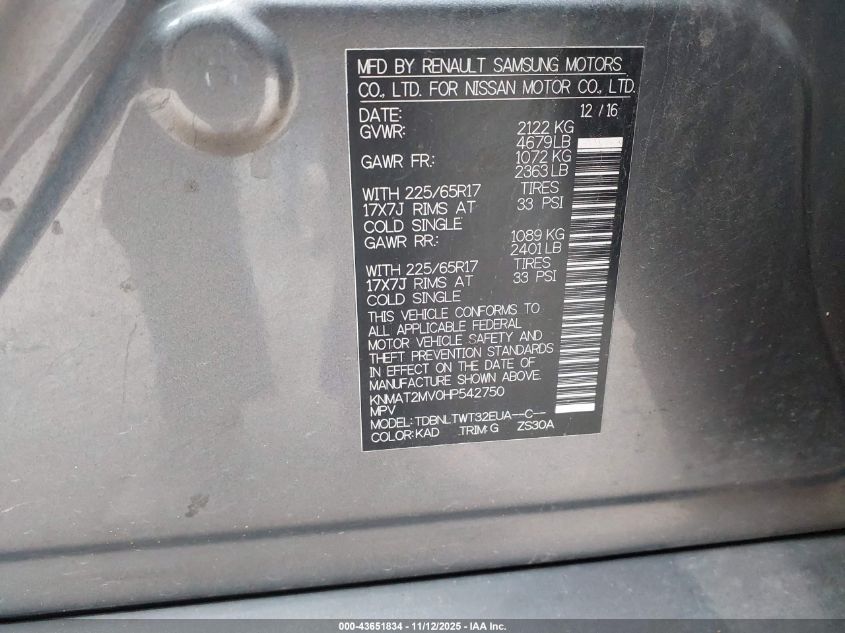 MFD BY RENAULT SAMSUNG MOTORS
CO., LTD. FOR NISSAN MOTOR CO., LTD.
DATE: 12 / 16
GVWR: 2122 KG
4679LB
GAWR FR: 1072 KG
2363 LB
WITH 225/65R17 TIRES
17X7J RIMS AT 33 PSI
COLD SINGLE
GAWR RR: 1089 KG
2401 LB
WITH 225/65R17 TIRES
17X7J RIMS AT 33 PSI
COLD SINGLE
THIS VEHICLE CONFORMS TO
ALL APPLICABLE FEDERAL
MOTOR VEHICLE SAFETY AND
THEFT PREVENTION STANDARDS
IN EFFECT ON THE DATE OF
MANUFACTURE SHOWN ABOVE.
KNMAT2MV0HP542750
MPV
MODEL: TDBNLTWT32EUA--C--
COLOR: KAD TRIM: G ZS30A
000-43651834 - 11/12/2025 - IAA Inc.